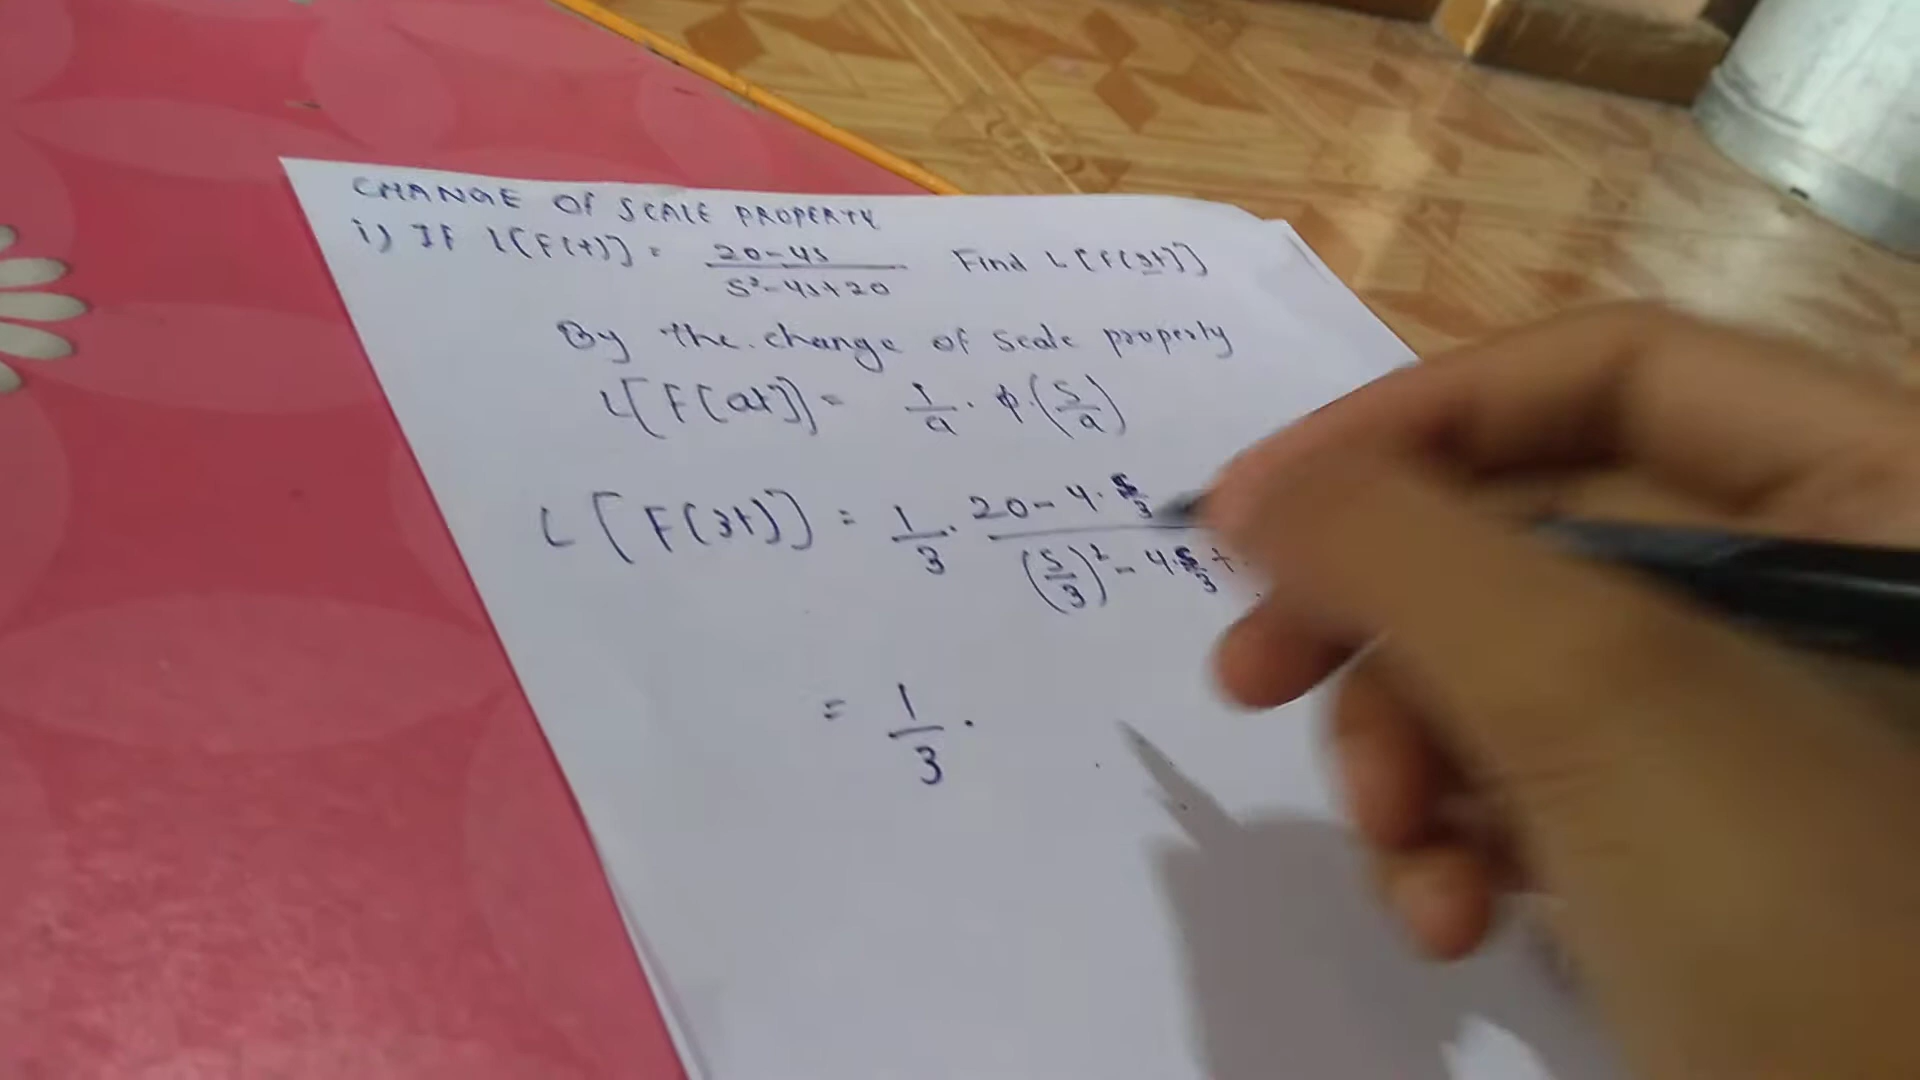 CHANGE OF SCALE PROPERTY
i) If L[F(t)] = 20-4s / s²-4s+20 Find L[F(3t)]
By the change of scale property
L[F(at)] = 1/a . φ.(s/a)
L[F(3t)] = 1/3 . 20-4.s/3 / (s/3)² - 4.s/3 +
= 1/3 .